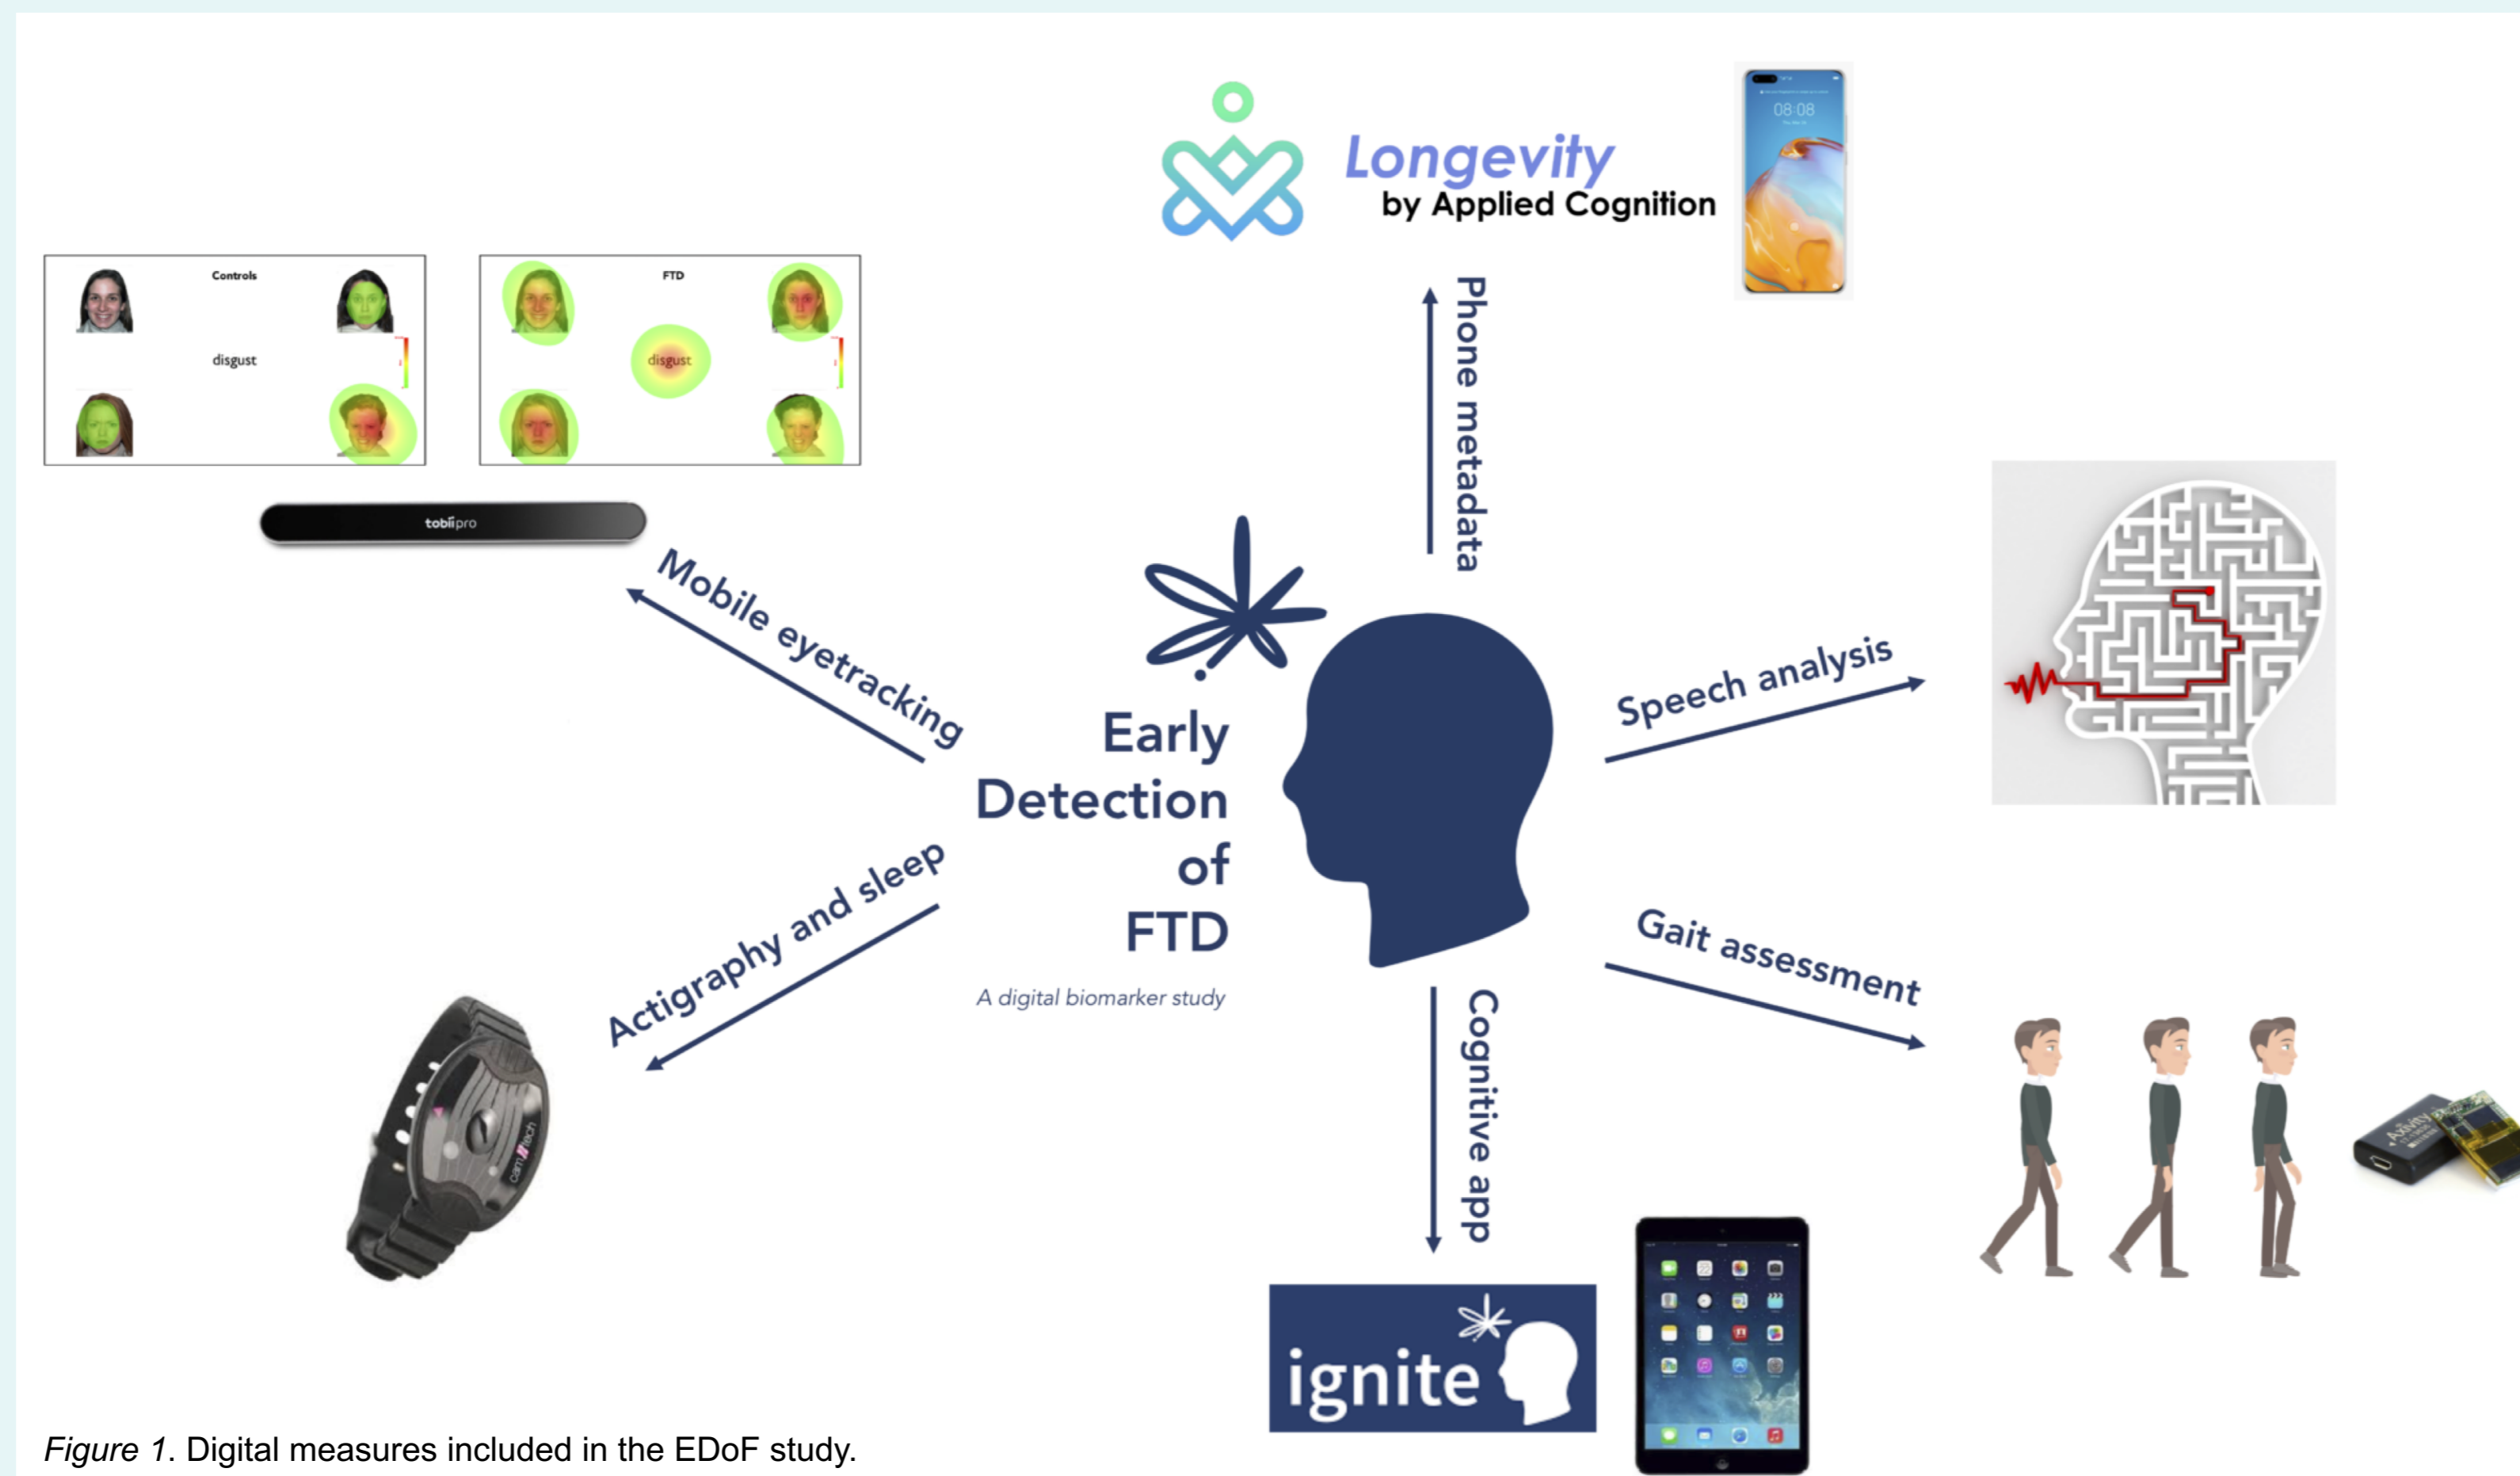 Longevity
by Applied Cognition
08:08
Phone metadata
Controls
disgust
FTD
disgust
tobiipro
Mobile eyetracking
Speech analysis
Early
Detection
of
FTD
A digital biomarker study
Actigraphy and sleep
Gait assessment
camntech
Axivity
Cognitive app
ignite
Figure 1. Digital measures included in the EDoF study.